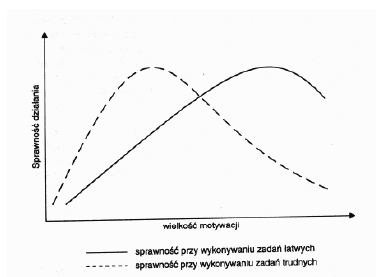 Sprawność działania
wielkość motywacji
sprawność przy wykonywaniu zadań łatwych
sprawność przy wykonywaniu zadań trudnych